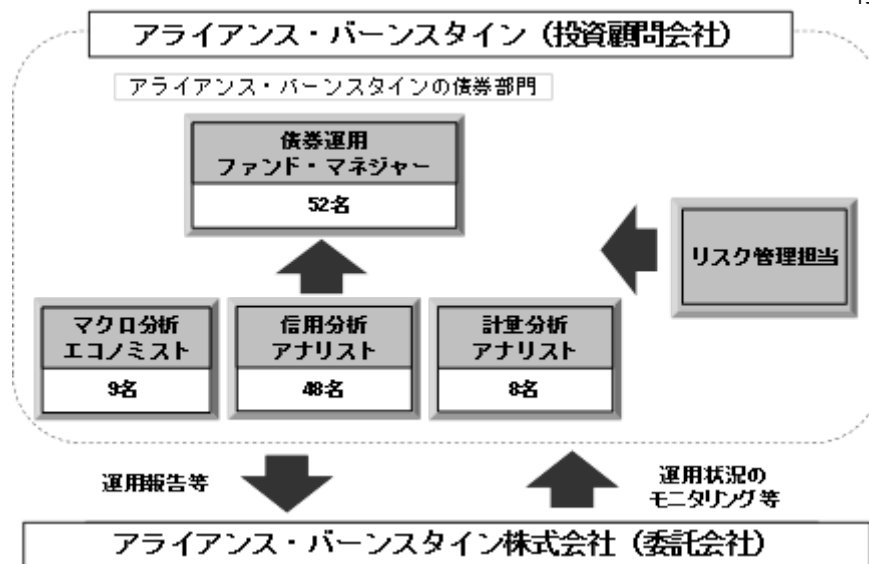 アライアンス・バーンスタイン（投資顧問会社）
アライアンス・バーンスタインの債券部門
債券運用
ファンド・マネジャー
52名
リスク管理担当
マクロ分析
エコノミスト
9名
信用分析
アナリスト
48名
計量分析
アナリスト
8名
運用報告等
運用状況の
モニタリング等
アライアンス・バーンスタイン株式会社（委託会社）